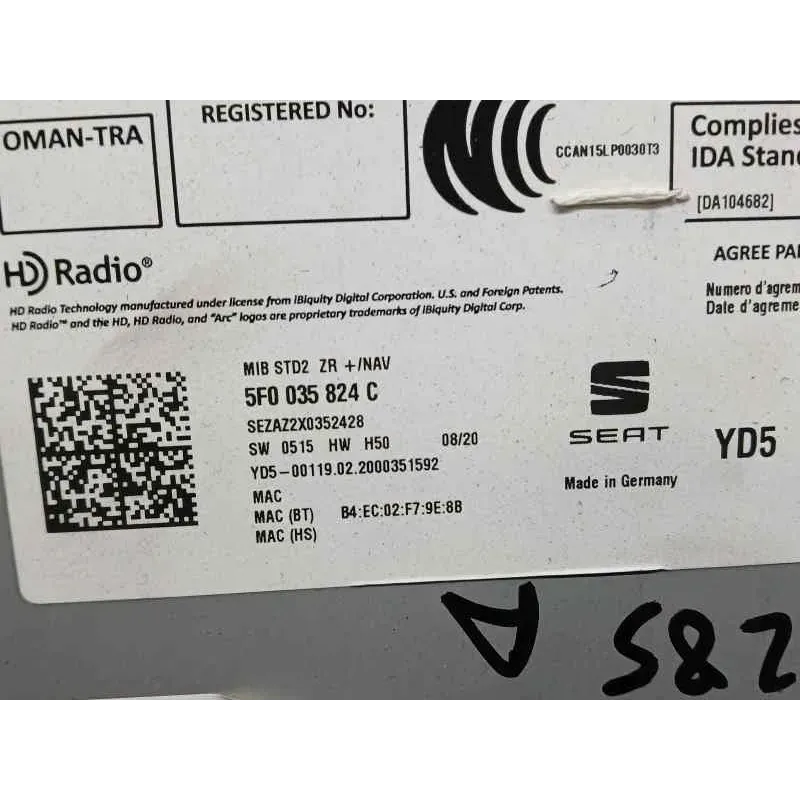 OMAN-TRA
REGISTERED No:
CCAN15LP0030T3
Complies
IDA Stan
[DA104682]
HD Radio®
AGREE PA
HD Radio Technology manufactured under license from iBiquity Digital Corporation. U.S. and Foreign Patents.
HD Radio™ and the HD, HD Radio, and "Arc" logos are proprietary trademarks of iBiquity Digital Corp.
Numero d'agrem
Date d'agreme
MIB STD2 ZR +/NAV
5F0 035 824 C
SEZAZ2X0352428
SW 0515 HW H50 08/20
YD5-00119.02.2000351592
MAC
MAC (BT) B4:EC:02:F7:9E:8B
MAC (HS)
SEAT
YD5
Made in Germany
A
285